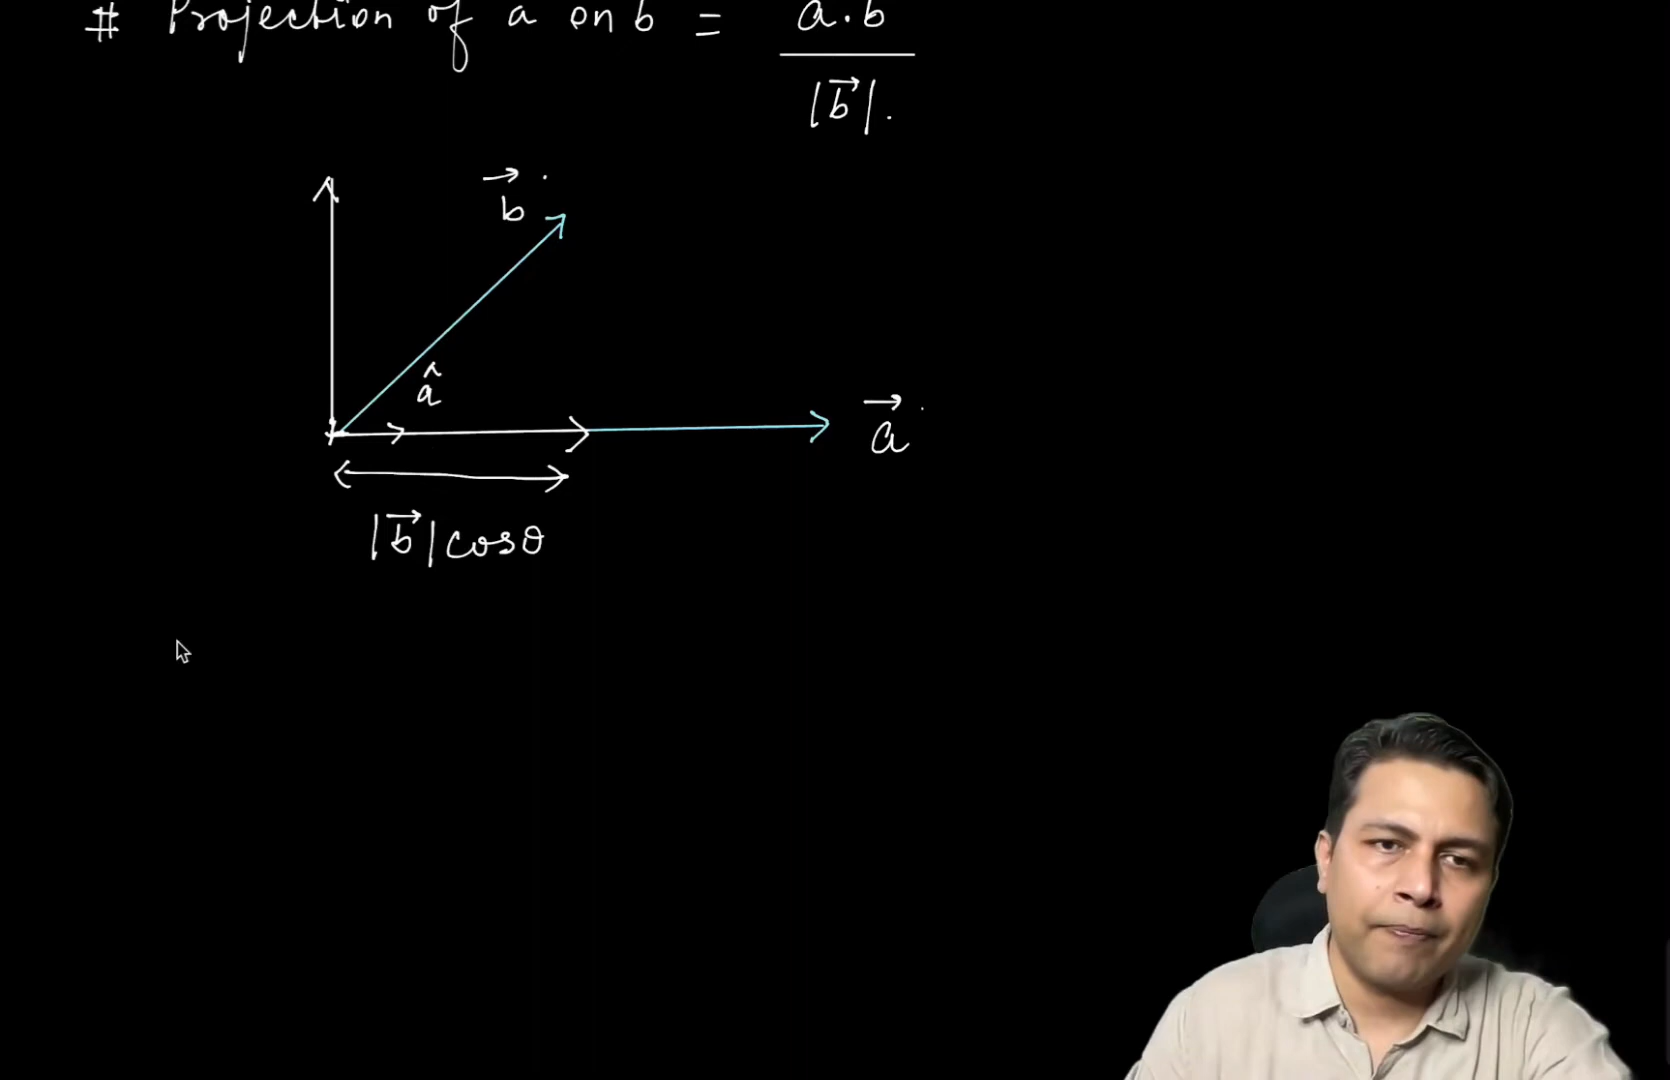 # Projection of a on b = a.b
|b⃗|.
b⃗
â
a⃗
|b⃗|cosθ